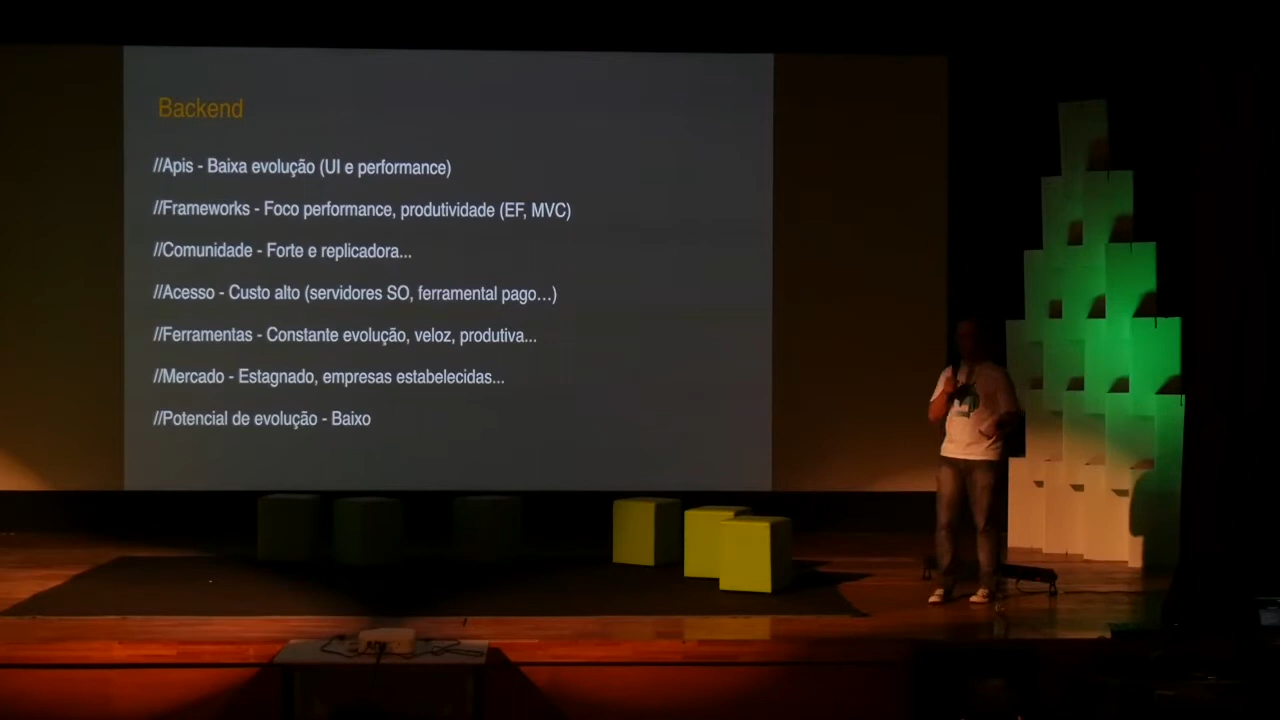 Backend
//Apis - Baixa evolução (UI e performance)
//Frameworks - Foco performance, produtividade (EF, MVC)
//Comunidade - Forte e replicadora...
//Acesso - Custo alto (servidores SO, ferramental pago...)
//Ferramentas - Constante evolução, veloz, produtiva...
//Mercado - Estagnado, empresas estabelecidas...
//Potencial de evolução - Baixo